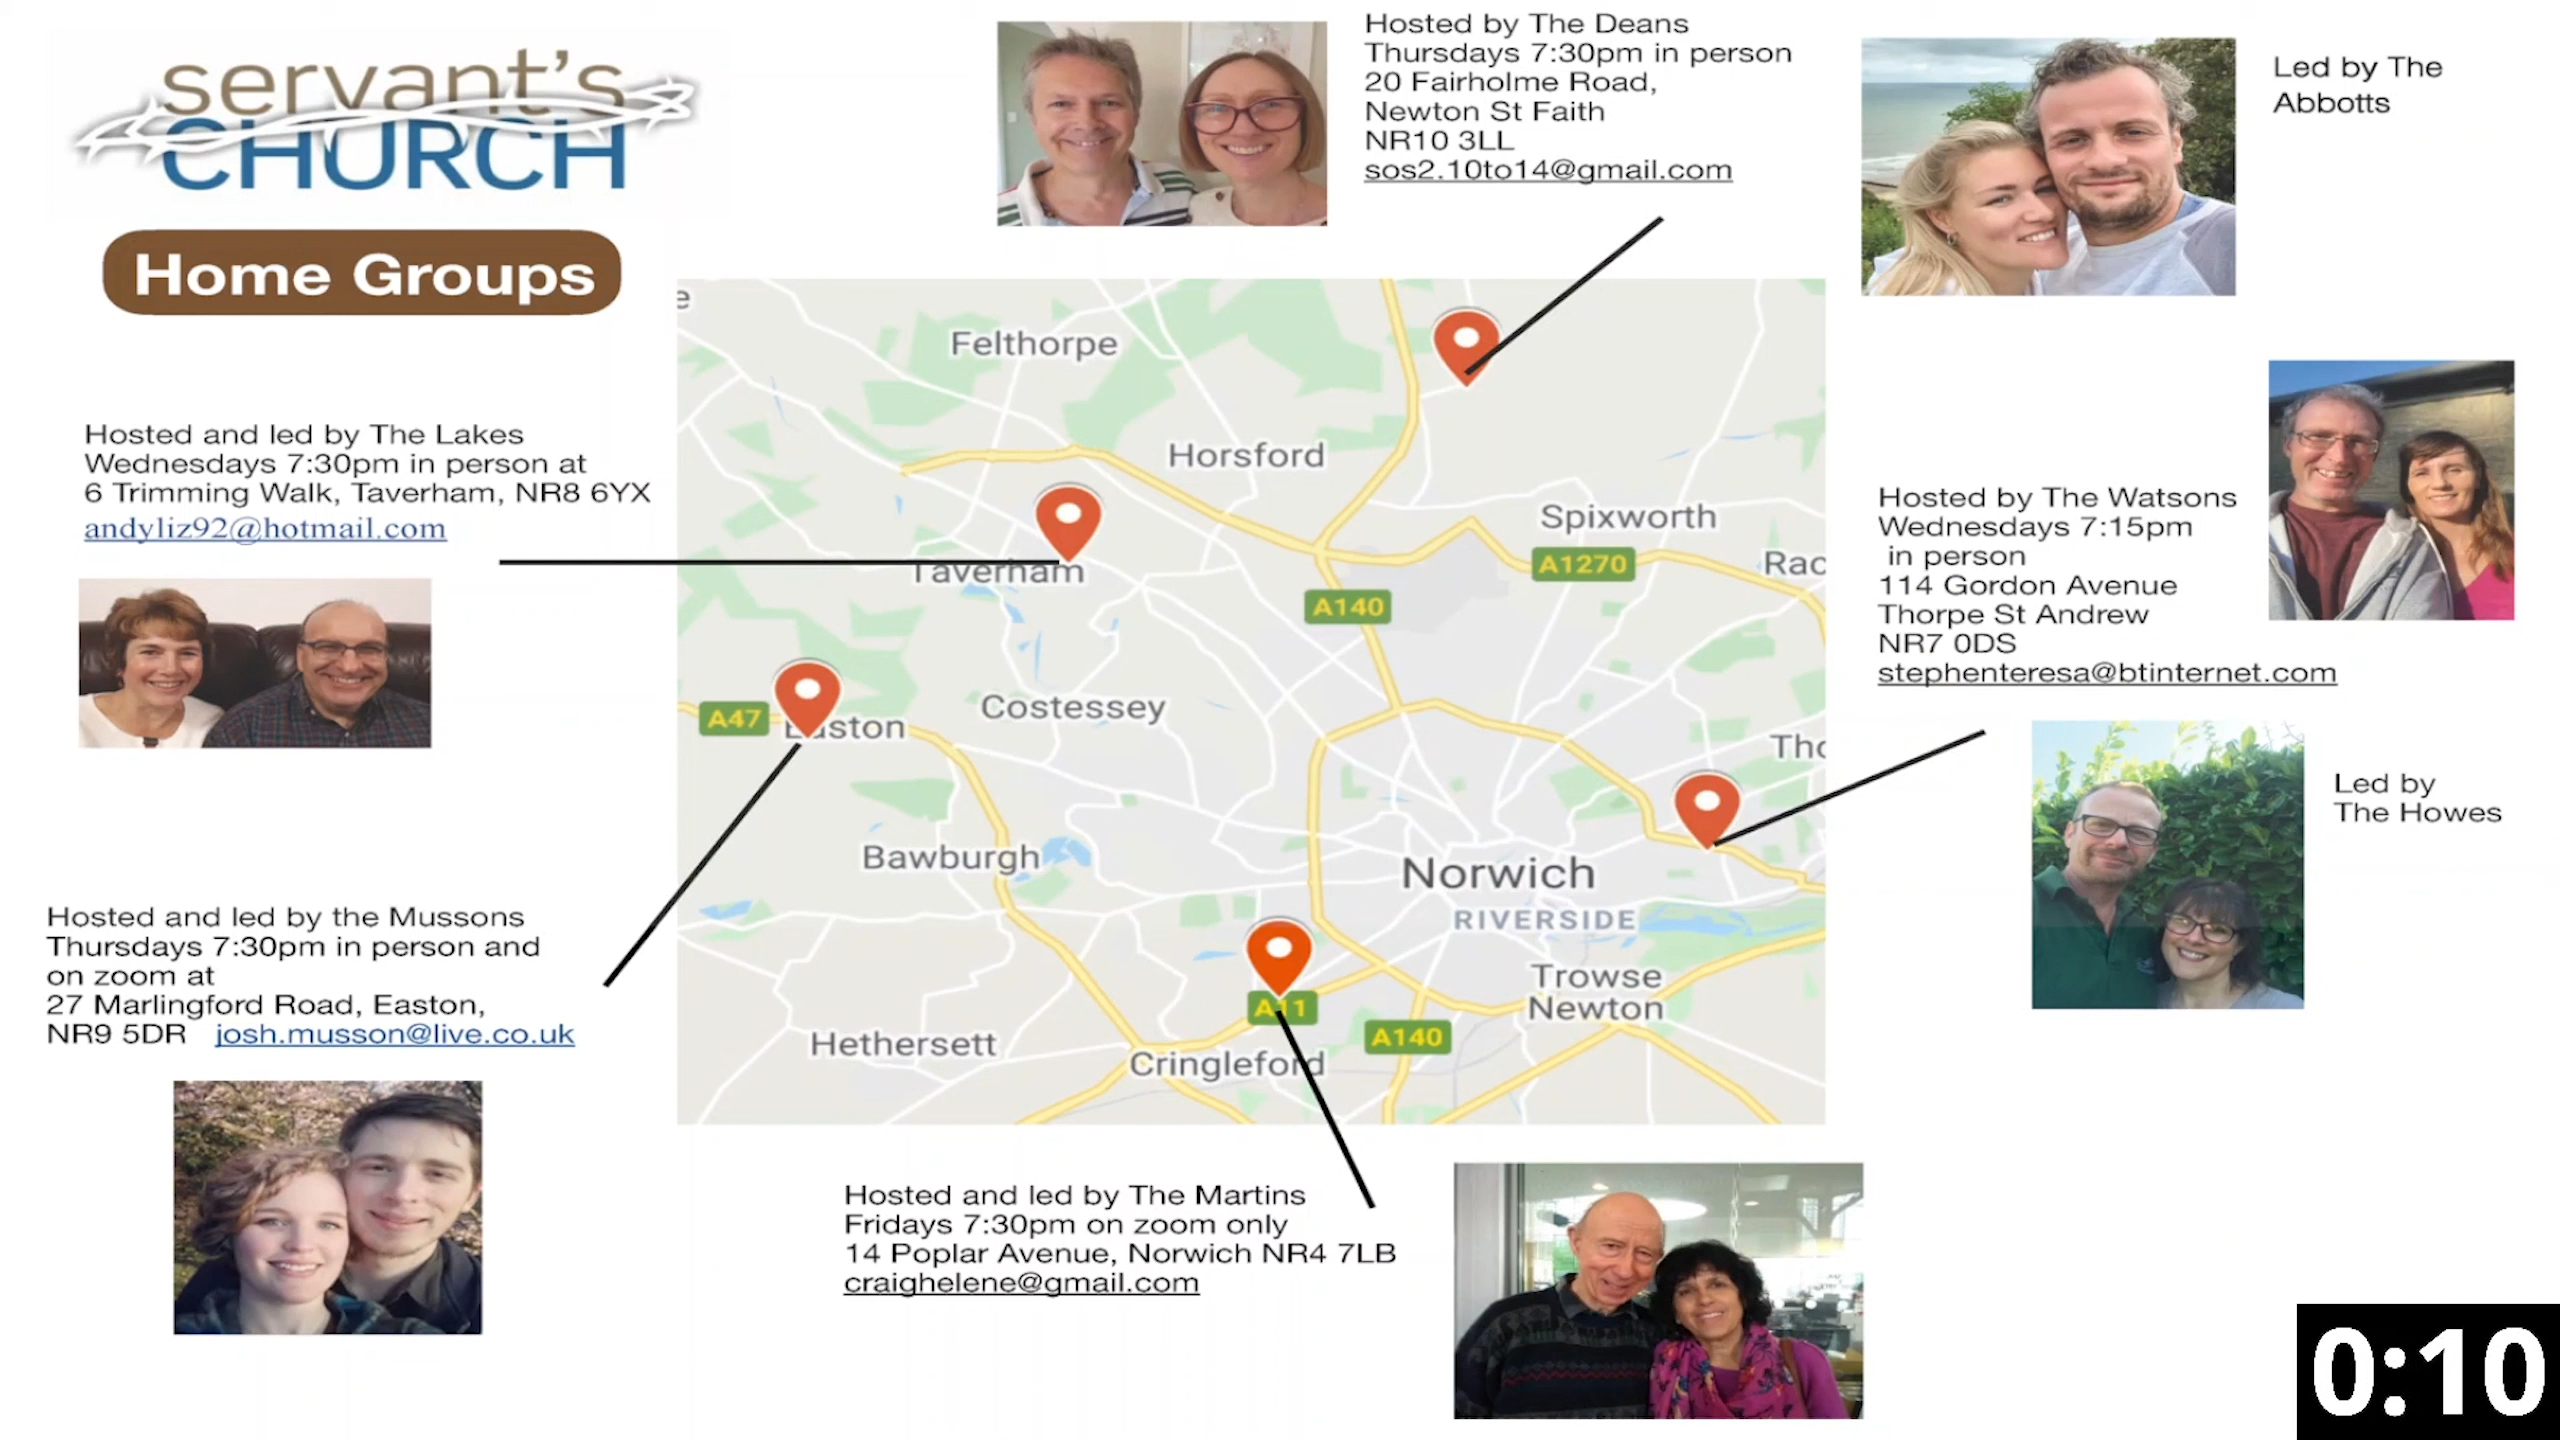 servant's
CHURCH
Home Groups
Hosted by The Deans
Thursdays 7:30pm in person
20 Fairholme Road,
Newton St Faith
NR10 3LL
sos2.10to14@gmail.com
Led by The
Abbotts
Hosted and led by The Lakes
Wednesdays 7:30pm in person at
6 Trimming Walk, Taverham, NR8 6YX
andyliz92@hotmail.com
Hosted by The Watsons
Wednesdays 7:15pm
in person
114 Gordon Avenue
Thorpe St Andrew
NR7 0DS
stephenteresa@btinternet.com
Led by
The Howes
Hosted and led by the Mussons
Thursdays 7:30pm in person and
on zoom at
27 Marlingford Road, Easton,
NR9 5DR josh.musson@live.co.uk
Hosted and led by The Martins
Fridays 7:30pm on zoom only
14 Poplar Avenue, Norwich NR4 7LB
craighelene@gmail.com
e
Felthorpe
Horsford
Spixworth
A1270
Rac
Taverham
A140
A47
Easton
Costessey
Tho
Bawburgh
Norwich
RIVERSIDE
Trowse
Newton
A11
A140
Hethersett
Cringleford
0:10